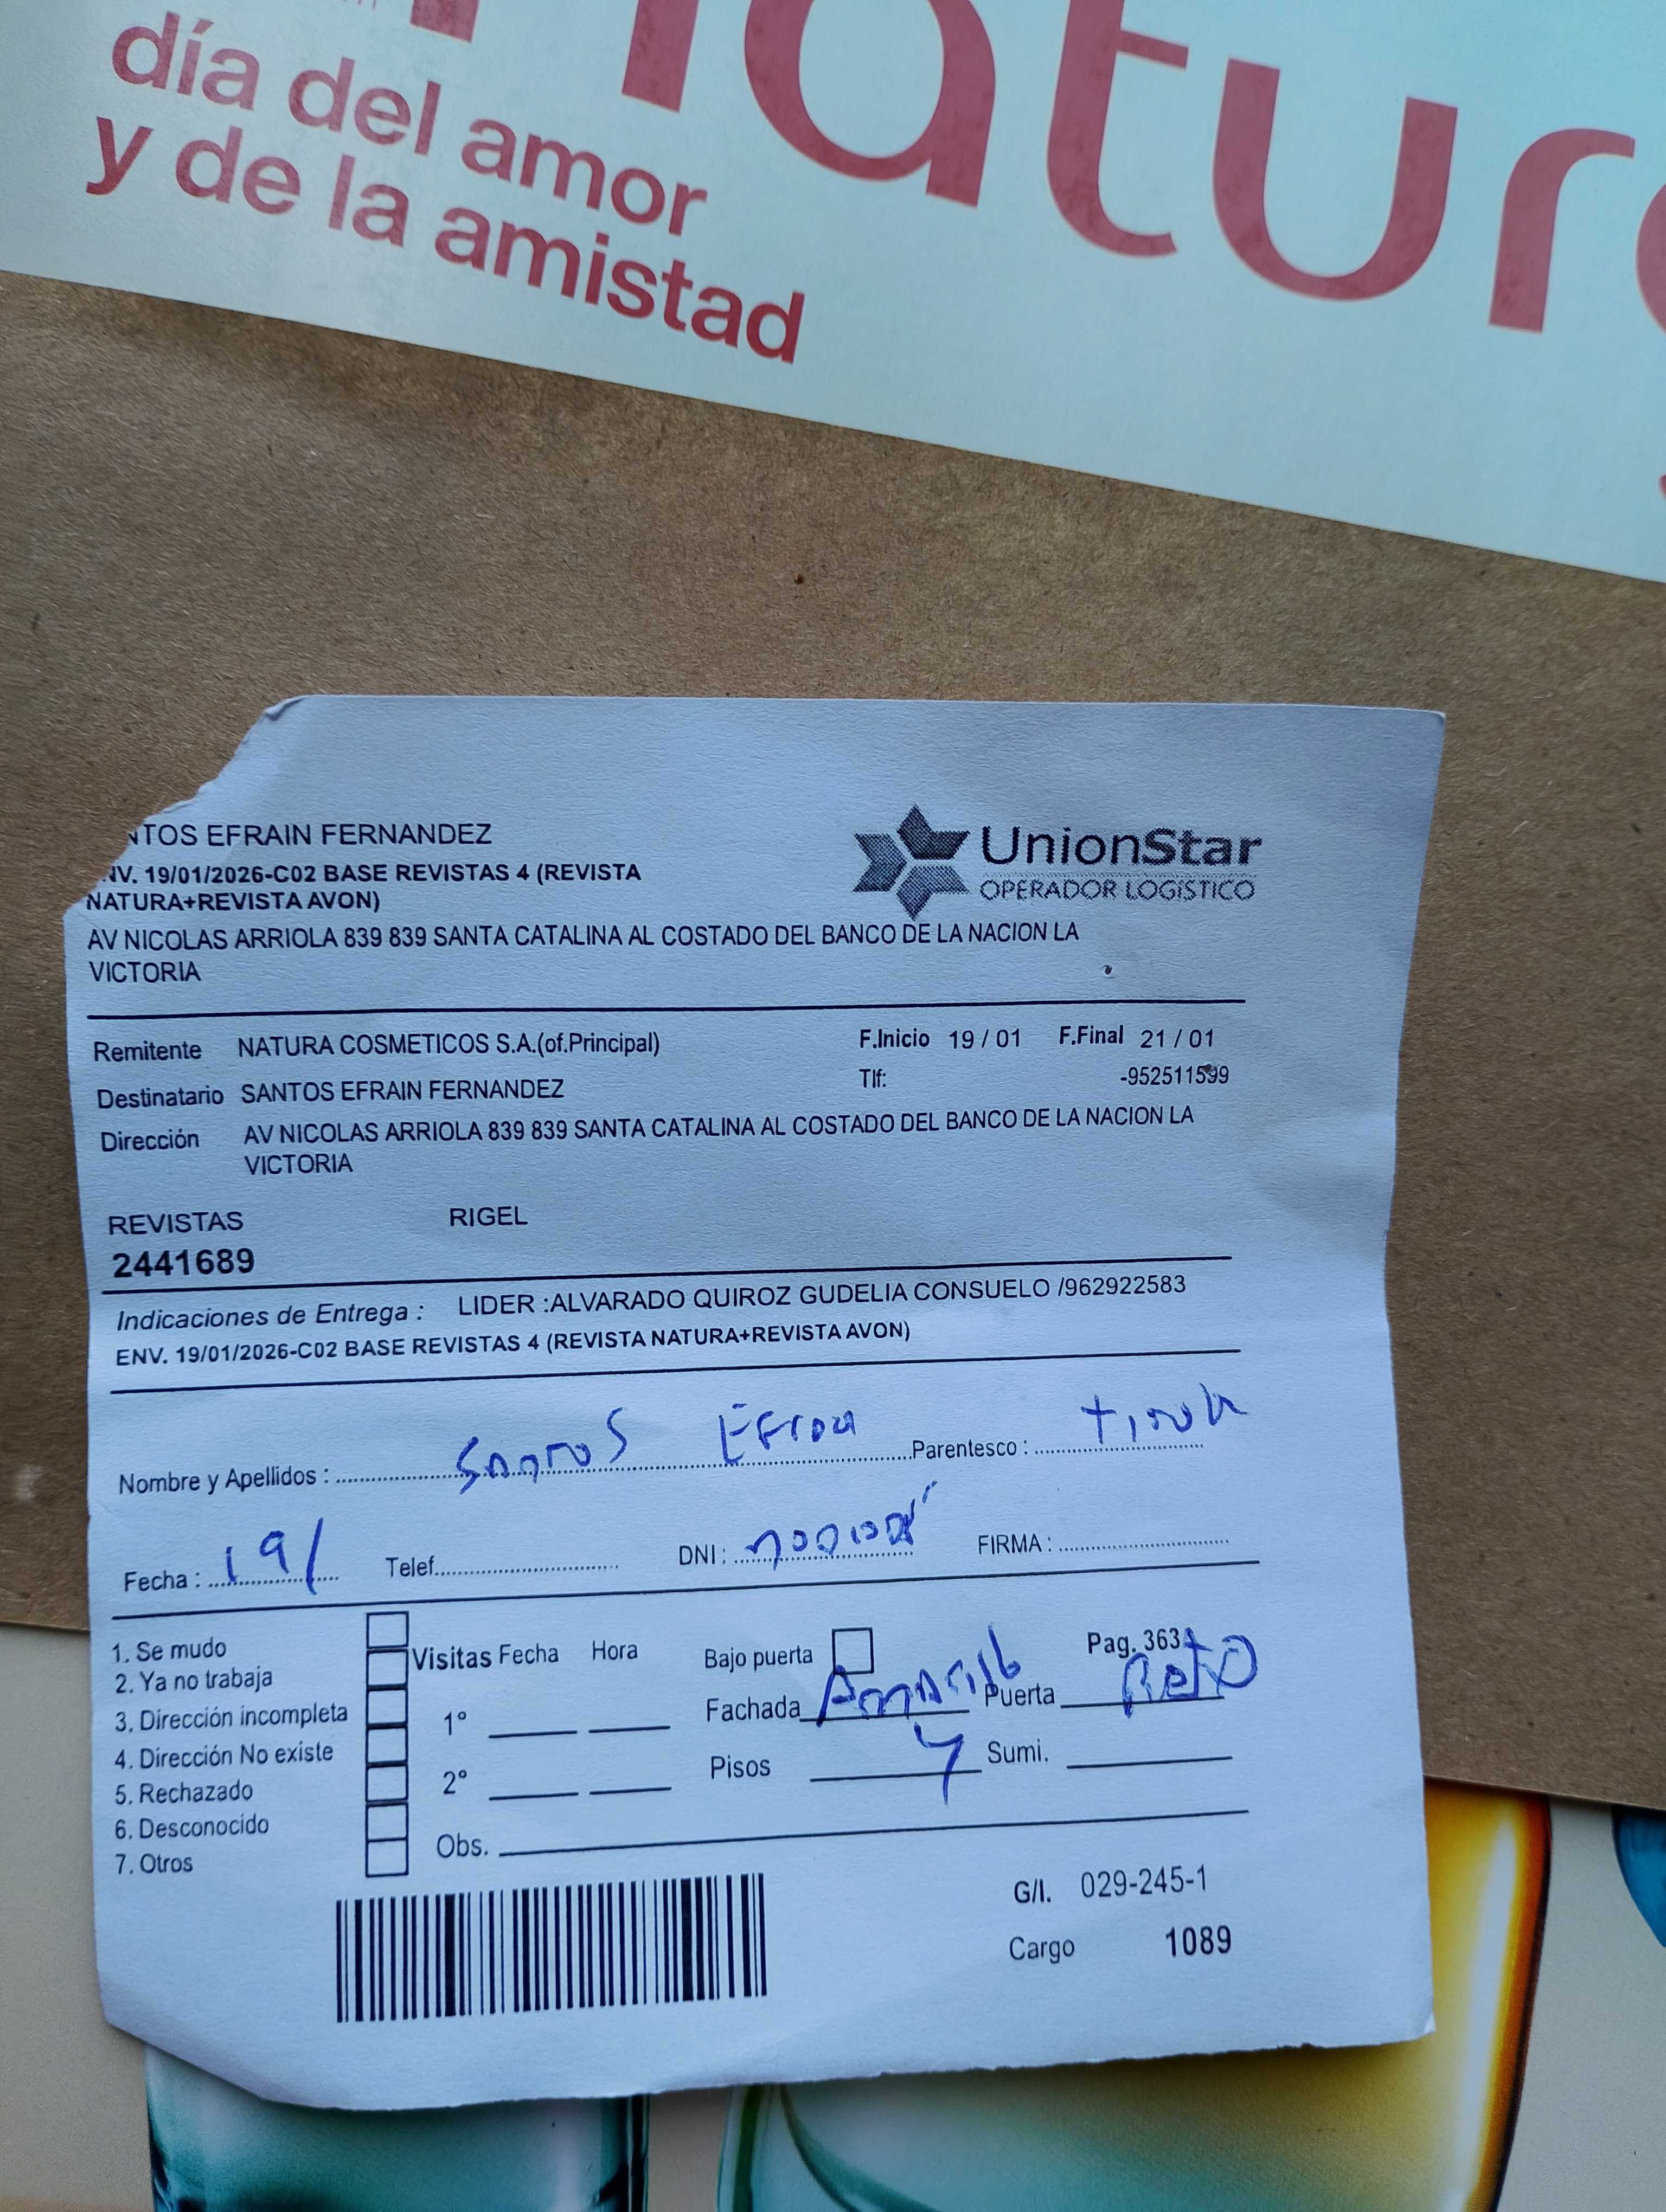 día del amor
y de la amistad
natura
NTOS EFRAIN FERNANDEZ
NV. 19/01/2026-C02 BASE REVISTAS 4 (REVISTA
NATURA+REVISTA AVON)
AV NICOLAS ARRIOLA 839 839 SANTA CATALINA AL COSTADO DEL BANCO DE LA NACION LA
VICTORIA
UnionStar
OPERADOR LOGÍSTICO
Remitente NATURA COSMETICOS S.A.(of.Principal) F.Inicio 19 / 01 F.Final 21 / 01
Destinatario SANTOS EFRAIN FERNANDEZ Tlf: -952511599
Dirección AV NICOLAS ARRIOLA 839 839 SANTA CATALINA AL COSTADO DEL BANCO DE LA NACION LA
VICTORIA
REVISTAS RIGEL
2441689
Indicaciones de Entrega : LIDER :ALVARADO QUIROZ GUDELIA CONSUELO /962922583
ENV. 19/01/2026-C02 BASE REVISTAS 4 (REVISTA NATURA+REVISTA AVON)
Nombre y Apellidos : Santos Parentesco :
Fecha : 19/ Telef. DNI : FIRMA :
1. Se mudo
2. Ya no trabaja
3. Dirección incompleta
4. Dirección No existe
5. Rechazado
6. Desconocido
7. Otros
Visitas Fecha Hora
1°
2°
Obs.
Bajo puerta Pag. 363
Fachada Puerta
Pisos 4 Sumi.
G/I. 029-245-1
Cargo 1089